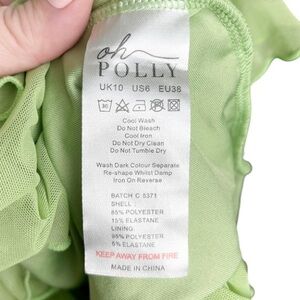 oh
POLLY
UK10 US6 EU38
Cool Wash
Do Not Bleach
Cool Iron
Do Not Dry Clean
Do Not Tumble Dry
Wash Dark Colour Separate
Re-shape Whilst Damp
Iron On Reverse
BATCH C 5371
SHELL:
85% POLYESTER
15% ELASTANE
LINING
95% POLYESTER
5% ELASTANE
KEEP AWAY FROM FIRE
MADE IN CHINA